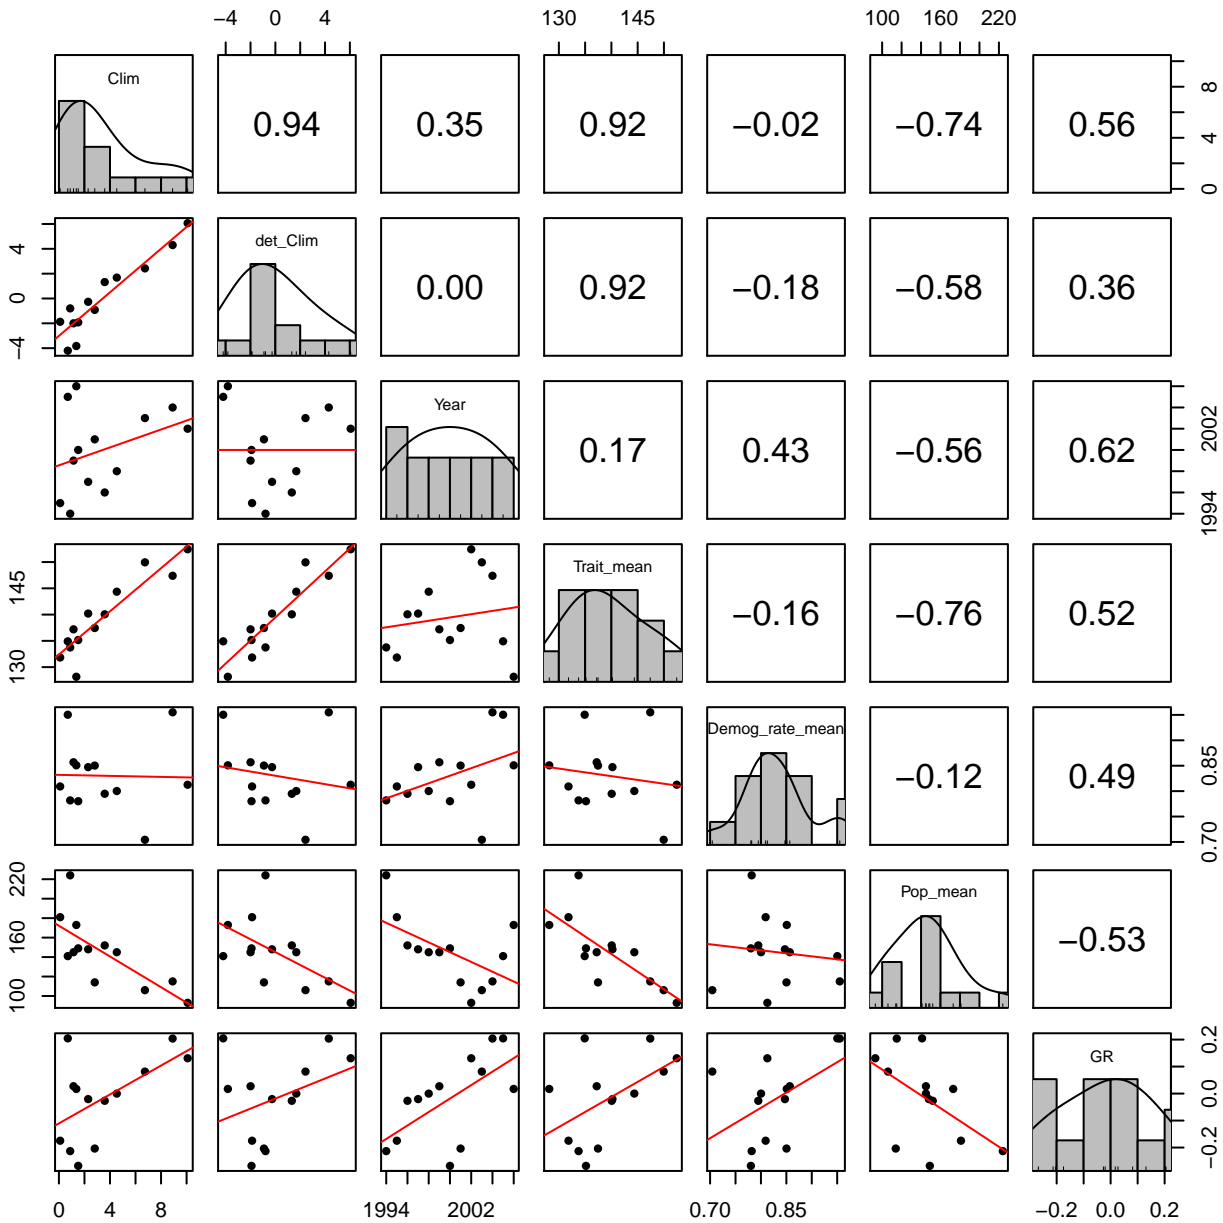 −4 0 4 130 145 100 160 220
Clim
0.94 0.35 0.92 −0.02 −0.74 0.56
0 4 8
−4 0 4
det_Clim
0.00 0.92 −0.18 −0.58 0.36
Year
0.17 0.43 −0.56 0.62
1994 2002
130 145
Trait_mean
−0.16 −0.76 0.52
Demog_rate_mean
−0.12 0.49
0.70 0.85
100 160 220
Pop_mean
−0.53
GR
−0.2 0.0 0.2
0 4 8 1994 2002 0.70 0.85 −0.2 0.0 0.2